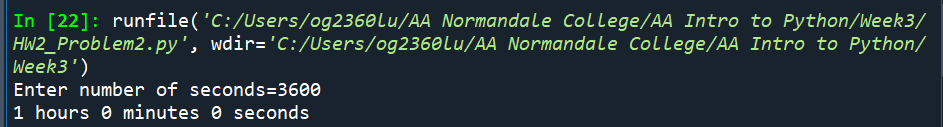 In [22]: runfile('C:/Users/og2360lu/AA Normandale College/AA Intro to Python/Week3/
HW2_Problem2.py', wdir='C:/Users/og2360lu/AA Normandale College/AA Intro to Python/
Week3')
Enter number of seconds=3600
1 hours 0 minutes 0 seconds